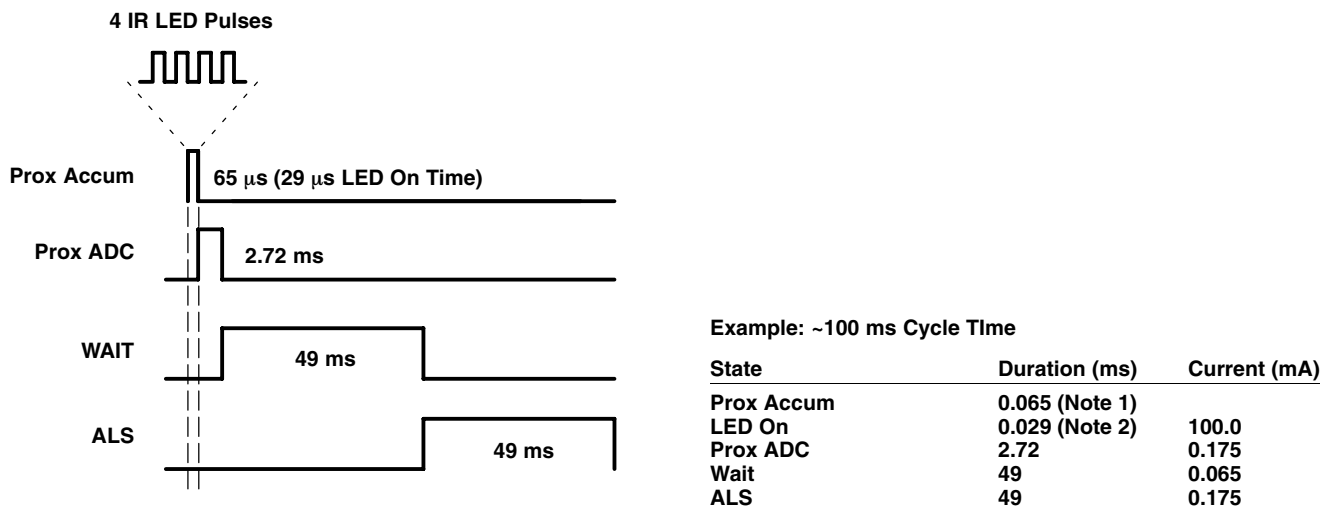 4 IR LED Pulses
Prox Accum
65 μs (29 μs LED On Time)
Prox ADC
2.72 ms
WAIT
49 ms
ALS
49 ms
Example: ~100 ms Cycle TIme
State Duration (ms) Current (mA)
Prox Accum 0.065 (Note 1)
LED On 0.029 (Note 2) 100.0
Prox ADC 2.72 0.175
Wait 49 0.065
ALS 49 0.175